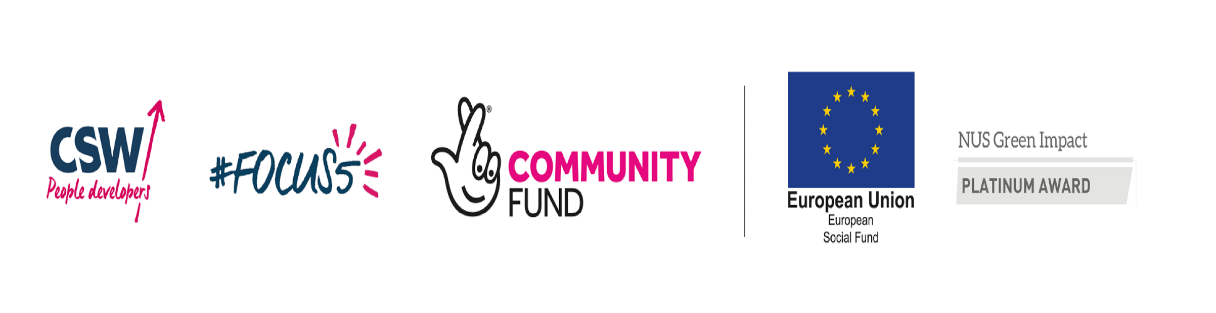 CSW
People developers
#FOCUS5
®
COMMUNITY
FUND
European Union
European
Social Fund
NUS Green Impact
PLATINUM AWARD